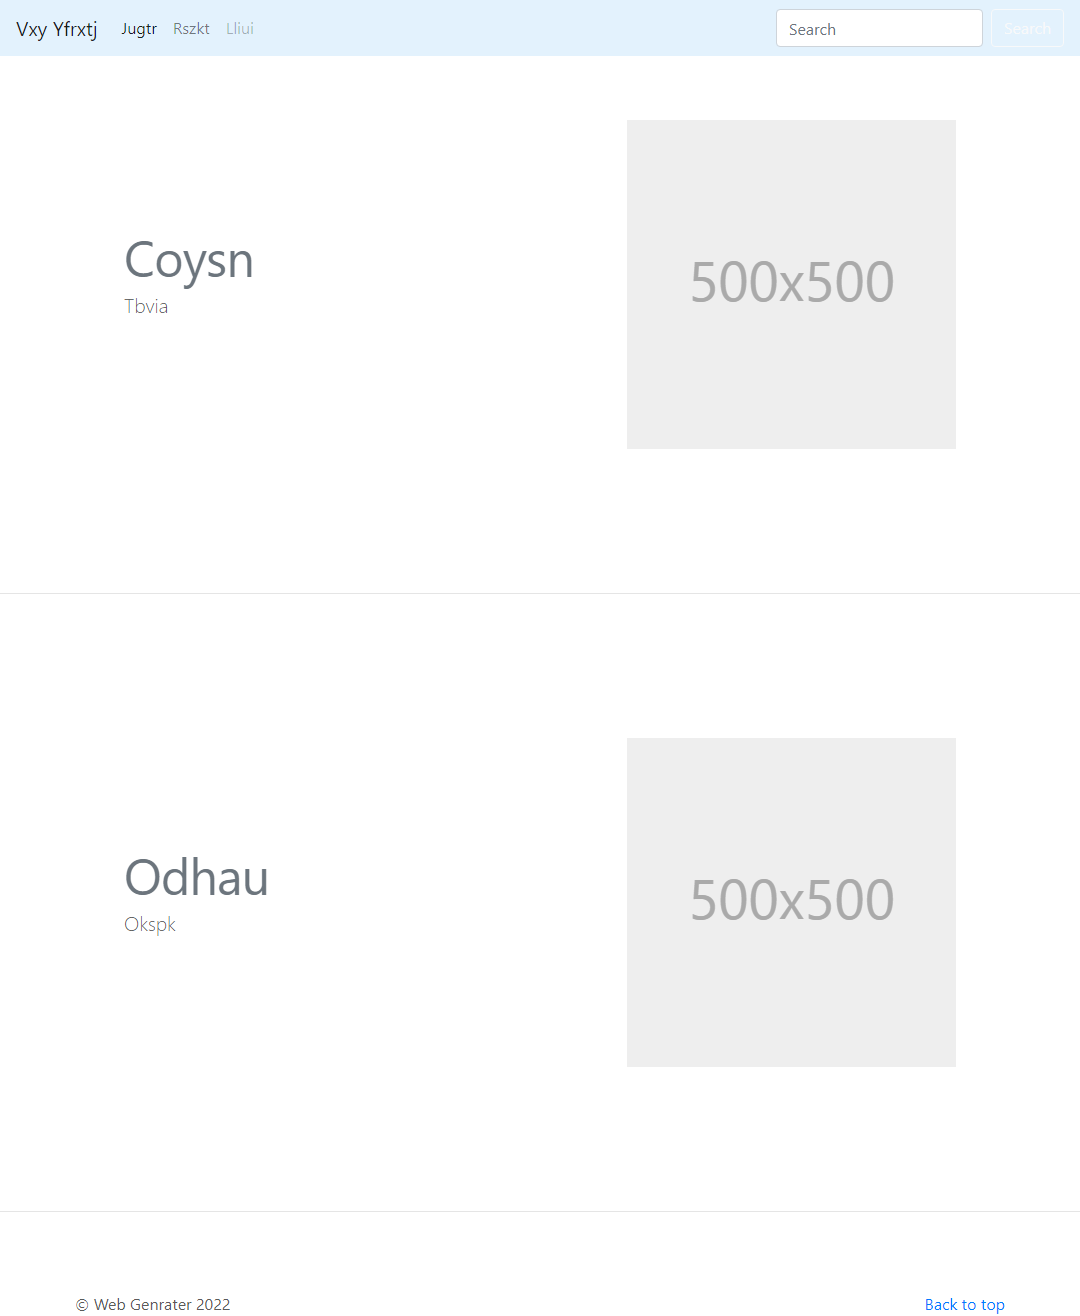 Vxy Yfrxtj Jugtr Rszkt Lliui Search Search
Coysn
Tbvia
500x500
Odhau
Okspk
500x500
© Web Genrater 2022 Back to top